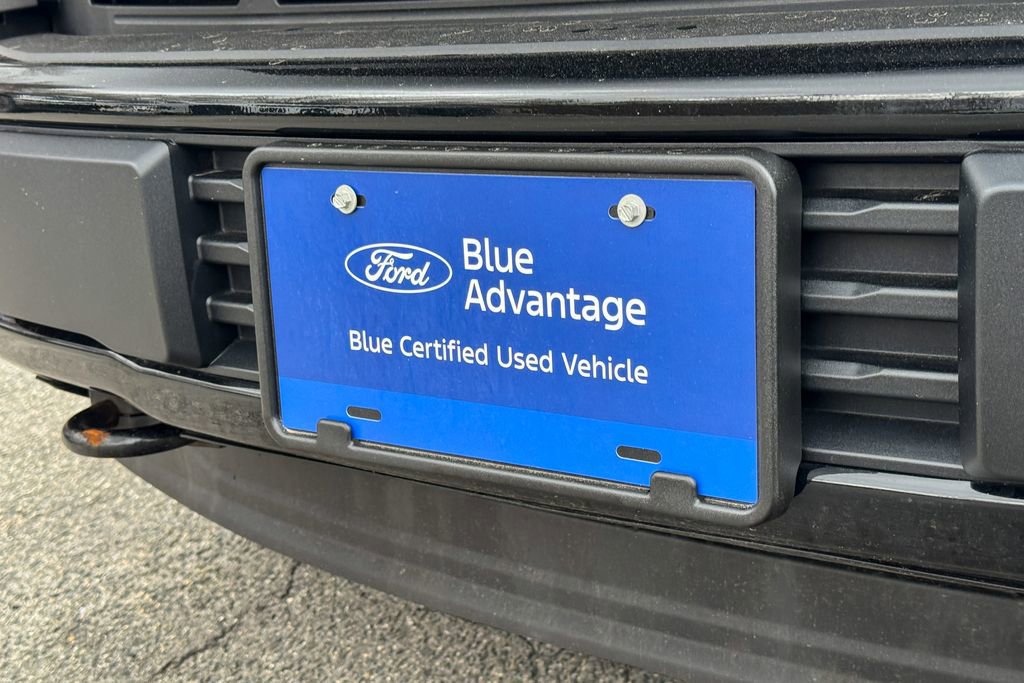 Ford
Blue
Advantage
Blue Certified Used Vehicle